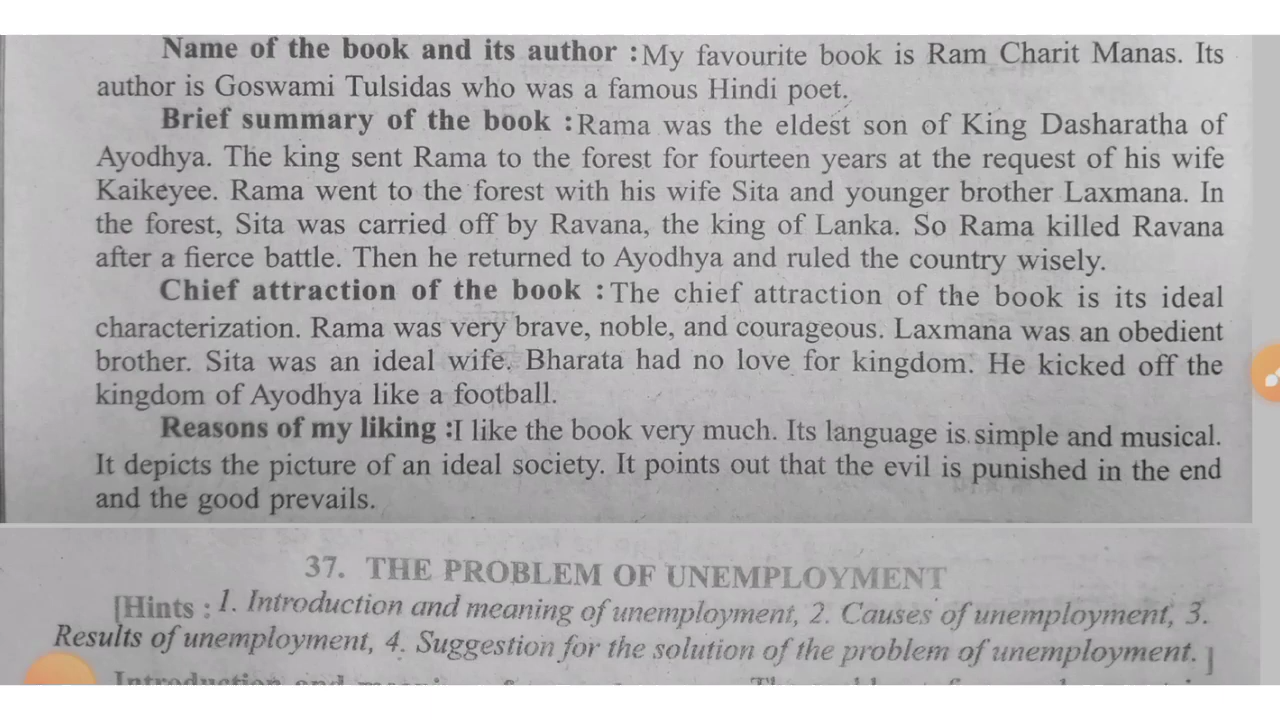 Name of the book and its author : My favourite book is Ram Charit Manas. Its
author is Goswami Tulsidas who was a famous Hindi poet.
Brief summary of the book : Rama was the eldest son of King Dasharatha of
Ayodhya. The king sent Rama to the forest for fourteen years at the request of his wife
Kaikeyee. Rama went to the forest with his wife Sita and younger brother Laxmana. In
the forest, Sita was carried off by Ravana, the king of Lanka. So Rama killed Ravana
after a fierce battle. Then he returned to Ayodhya and ruled the country wisely.
Chief attraction of the book : The chief attraction of the book is its ideal
characterization. Rama was very brave, noble, and courageous. Laxmana was an obedient
brother. Sita was an ideal wife. Bharata had no love for kingdom. He kicked off the
kingdom of Ayodhya like a football.
Reasons of my liking : I like the book very much. Its language is simple and musical.
It depicts the picture of an ideal society. It points out that the evil is punished in the end
and the good prevails.
37. THE PROBLEM OF UNEMPLOYMENT
[Hints : 1. Introduction and meaning of unemployment, 2. Causes of unemployment, 3.
Results of unemployment, 4. Suggestion for the solution of the problem of unemployment. ]